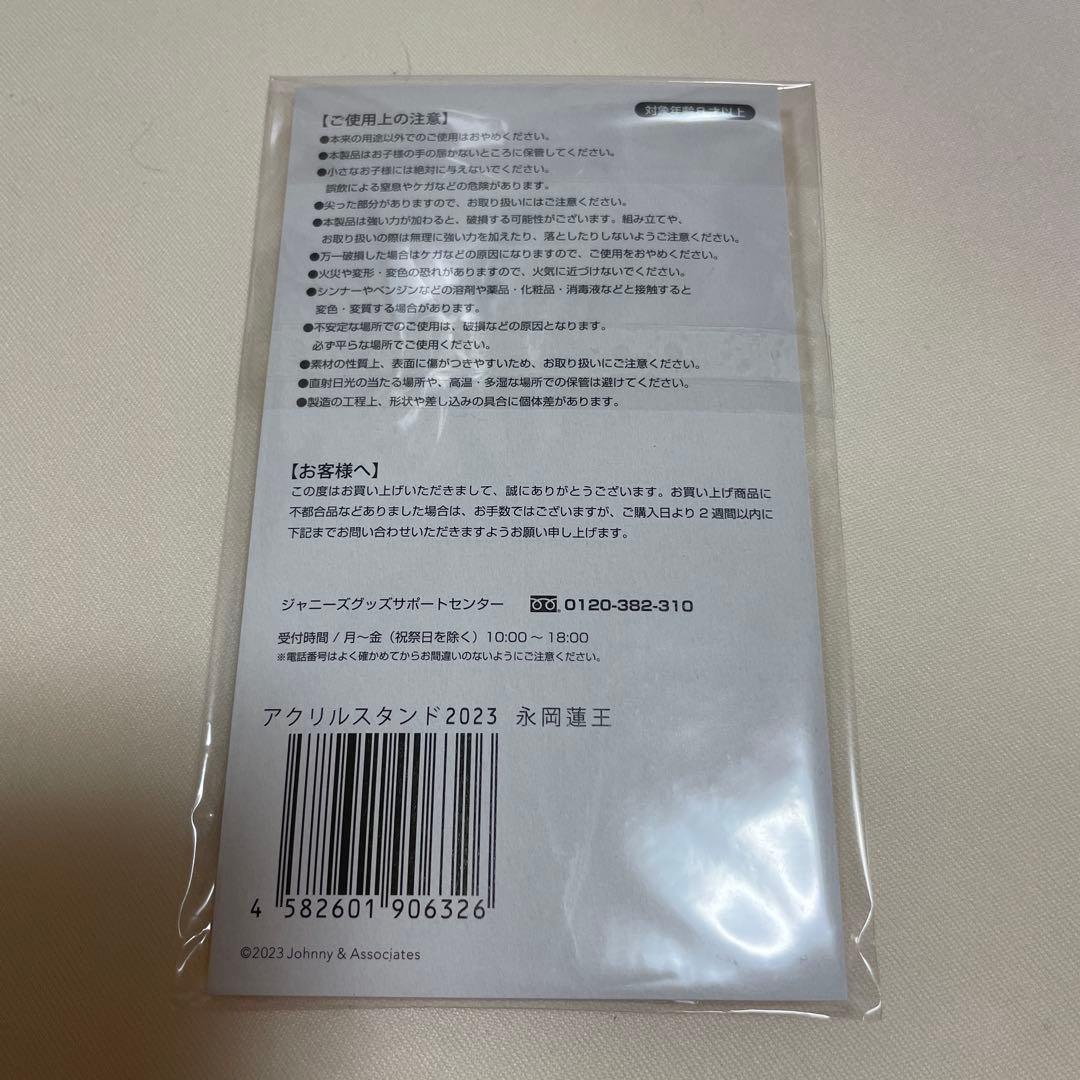 対象年齢8才以上
【ご使用上の注意】
●本来の用途以外でのご使用はおやめください。
●本製品はお子様の手の届かないところに保管してください。
●小さなお子様には絶対に与えないでください。
誤飲による窒息やケガなどの危険があります。
●尖った部分がありますので、お取り扱いにはご注意ください。
●本製品は強い力が加わると、破損する可能性がございます。組み立てや、
お取り扱いの際は無理に強い力を加えたり、落としたりしないようご注意ください。
●万一破損した場合はケガなどの原因になりますので、ご使用をおやめください。
●火災や変形・変色の恐れがありますので、火気に近づけないでください。
●シンナーやベンジンなどの溶剤や薬品・化粧品・消毒液などと接触すると
変色・変質する場合があります。
●不安定な場所でのご使用は、破損などの原因となります。
必ず平らな場所でご使用ください。
●素材の性質上、表面に傷がつきやすいため、お取り扱いにご注意ください。
●直射日光の当たる場所や、高温・多湿な場所での保管は避けてください。
●製造の工程上、形状や差し込みの具合に個体差があります。
【お客様へ】
この度はお買い上げいただきまして、誠にありがとうございます。お買い上げ商品に
不都合品などありました場合は、お手数ではございますが、ご購入日より2週間以内に
下記までお問い合わせいただきますようお願い申し上げます。
ジャニーズグッズサポートセンター 0120-382-310
受付時間 / 月～金（祝祭日を除く）10:00～18:00
※電話番号はよく確かめてからお間違いのないようにご注意ください。
アクリルスタンド2023 永岡蓮王
4 582601 906326
©2023 Johnny & Associates